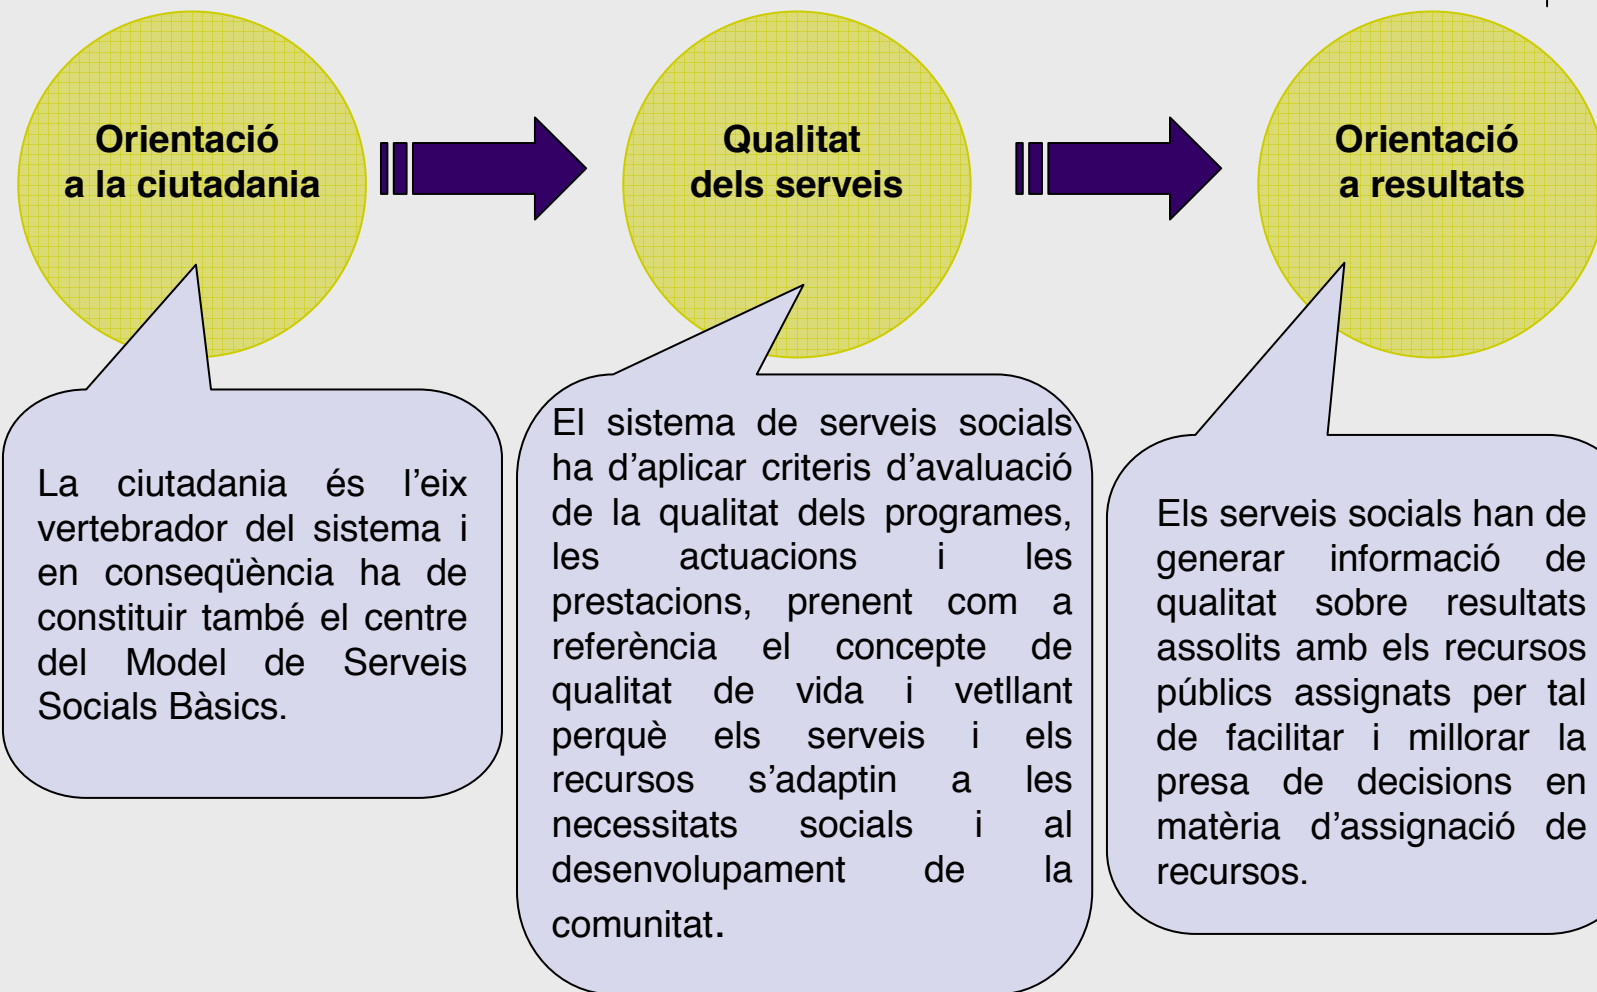 Orientació
a la ciutadania
Qualitat
dels serveis
Orientació
a resultats
La ciutadania és l’eix
vertebrador del sistema i
en conseqüència ha de
constituir també el centre
del Model de Serveis
Socials Bàsics.
El sistema de serveis socials
ha d’aplicar criteris d’avaluació
de la qualitat dels programes,
les actuacions i les
prestacions, prenent com a
referència el concepte de
qualitat de vida i vetllant
perquè els serveis i els
recursos s’adaptin a les
necessitats socials i al
desenvolupament de la
comunitat.
Els serveis socials han de
generar informació de
qualitat sobre resultats
assolits amb els recursos
públics assignats per tal
de facilitar i millorar la
presa de decisions en
matèria d’assignació de
recursos.